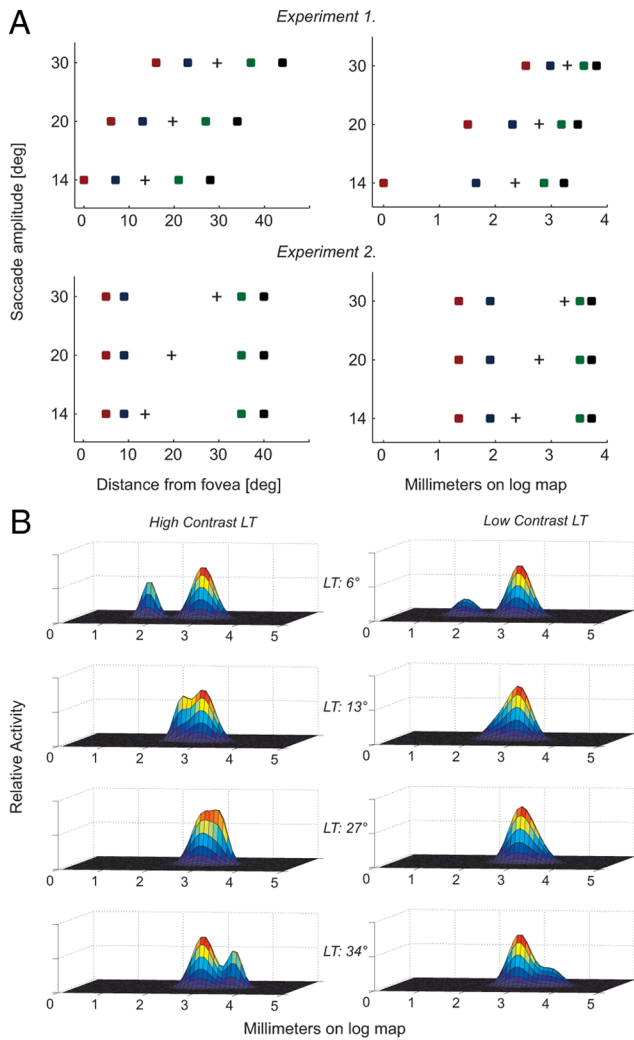 A
Experiment 1.
Saccade amplitude [deg]
30
20
14
0 10 20 30 40
0 1 2 3 4
Experiment 2.
30
20
14
30
20
14
0 10 20 30 40
0 1 2 3 4
Distance from fovea [deg]
Millimeters on log map
B
High Contrast LT
Low Contrast LT
Relative Activity
LT: 6°
0 1 2 3 4 5
0 1 2 3 4 5
LT: 13°
0 1 2 3 4 5
0 1 2 3 4 5
LT: 27°
0 1 2 3 4 5
0 1 2 3 4 5
LT: 34°
0 1 2 3 4 5
0 1 2 3 4 5
Millimeters on log map